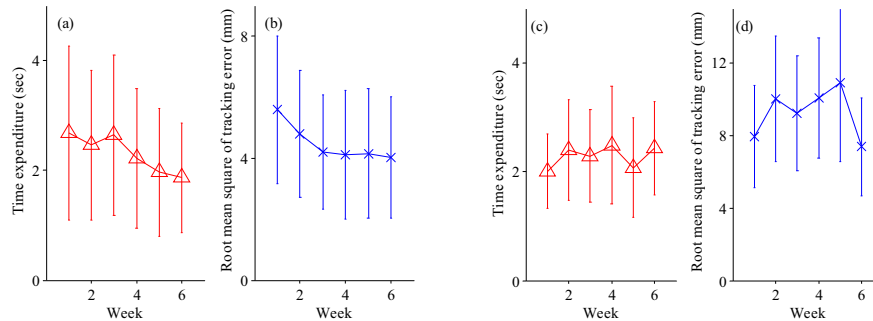 (a)
Time expenditure (sec)
4
2
0
2 4 6
Week
(b)
Root mean square of tracking error (mm)
8
4
0
2 4 6
Week
(c)
Time expenditure (sec)
4
2
0
2 4 6
Week
(d)
Root mean square of tracking error (mm)
12
8
4
0
2 4 6
Week